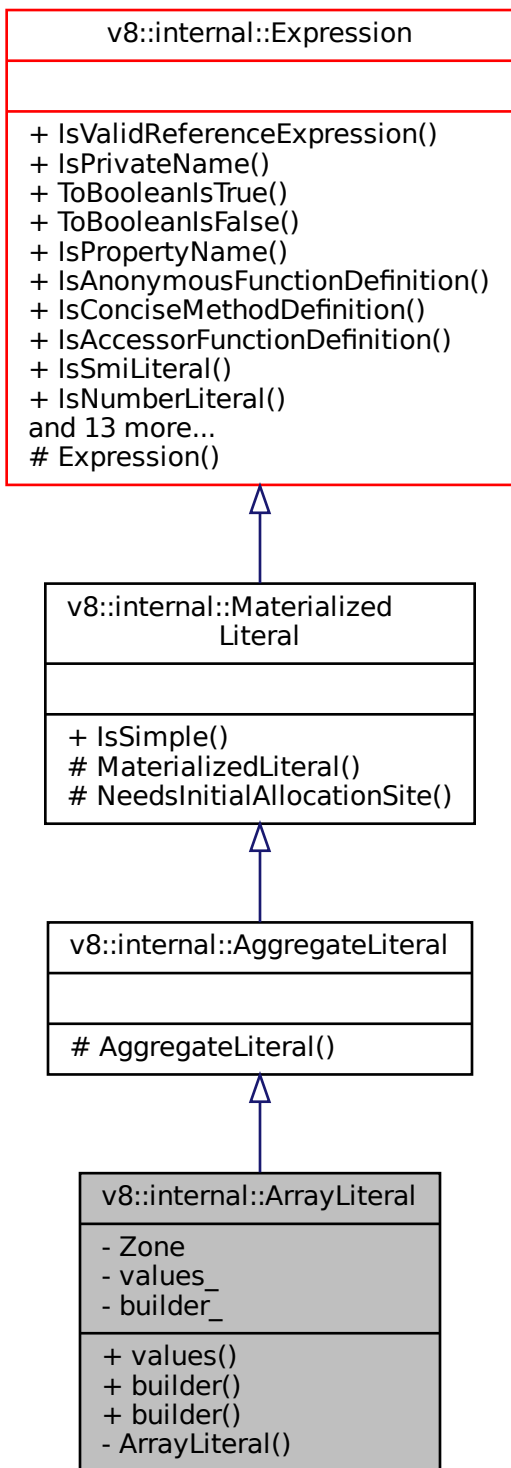 v8::internal::Expression
+ IsValidReferenceExpression()
+ IsPrivateName()
+ ToBooleanIsTrue()
+ ToBooleanIsFalse()
+ IsPropertyName()
+ IsAnonymousFunctionDefinition()
+ IsConciseMethodDefinition()
+ IsAccessorFunctionDefinition()
+ IsSmiLiteral()
+ IsNumberLiteral()
and 13 more...
# Expression()
v8::internal::Materialized
Literal
+ IsSimple()
# MaterializedLiteral()
# NeedsInitialAllocationSite()
v8::internal::AggregateLiteral
# AggregateLiteral()
v8::internal::ArrayLiteral
- Zone
- values_
- builder_
+ values()
+ builder()
+ builder()
- ArrayLiteral()